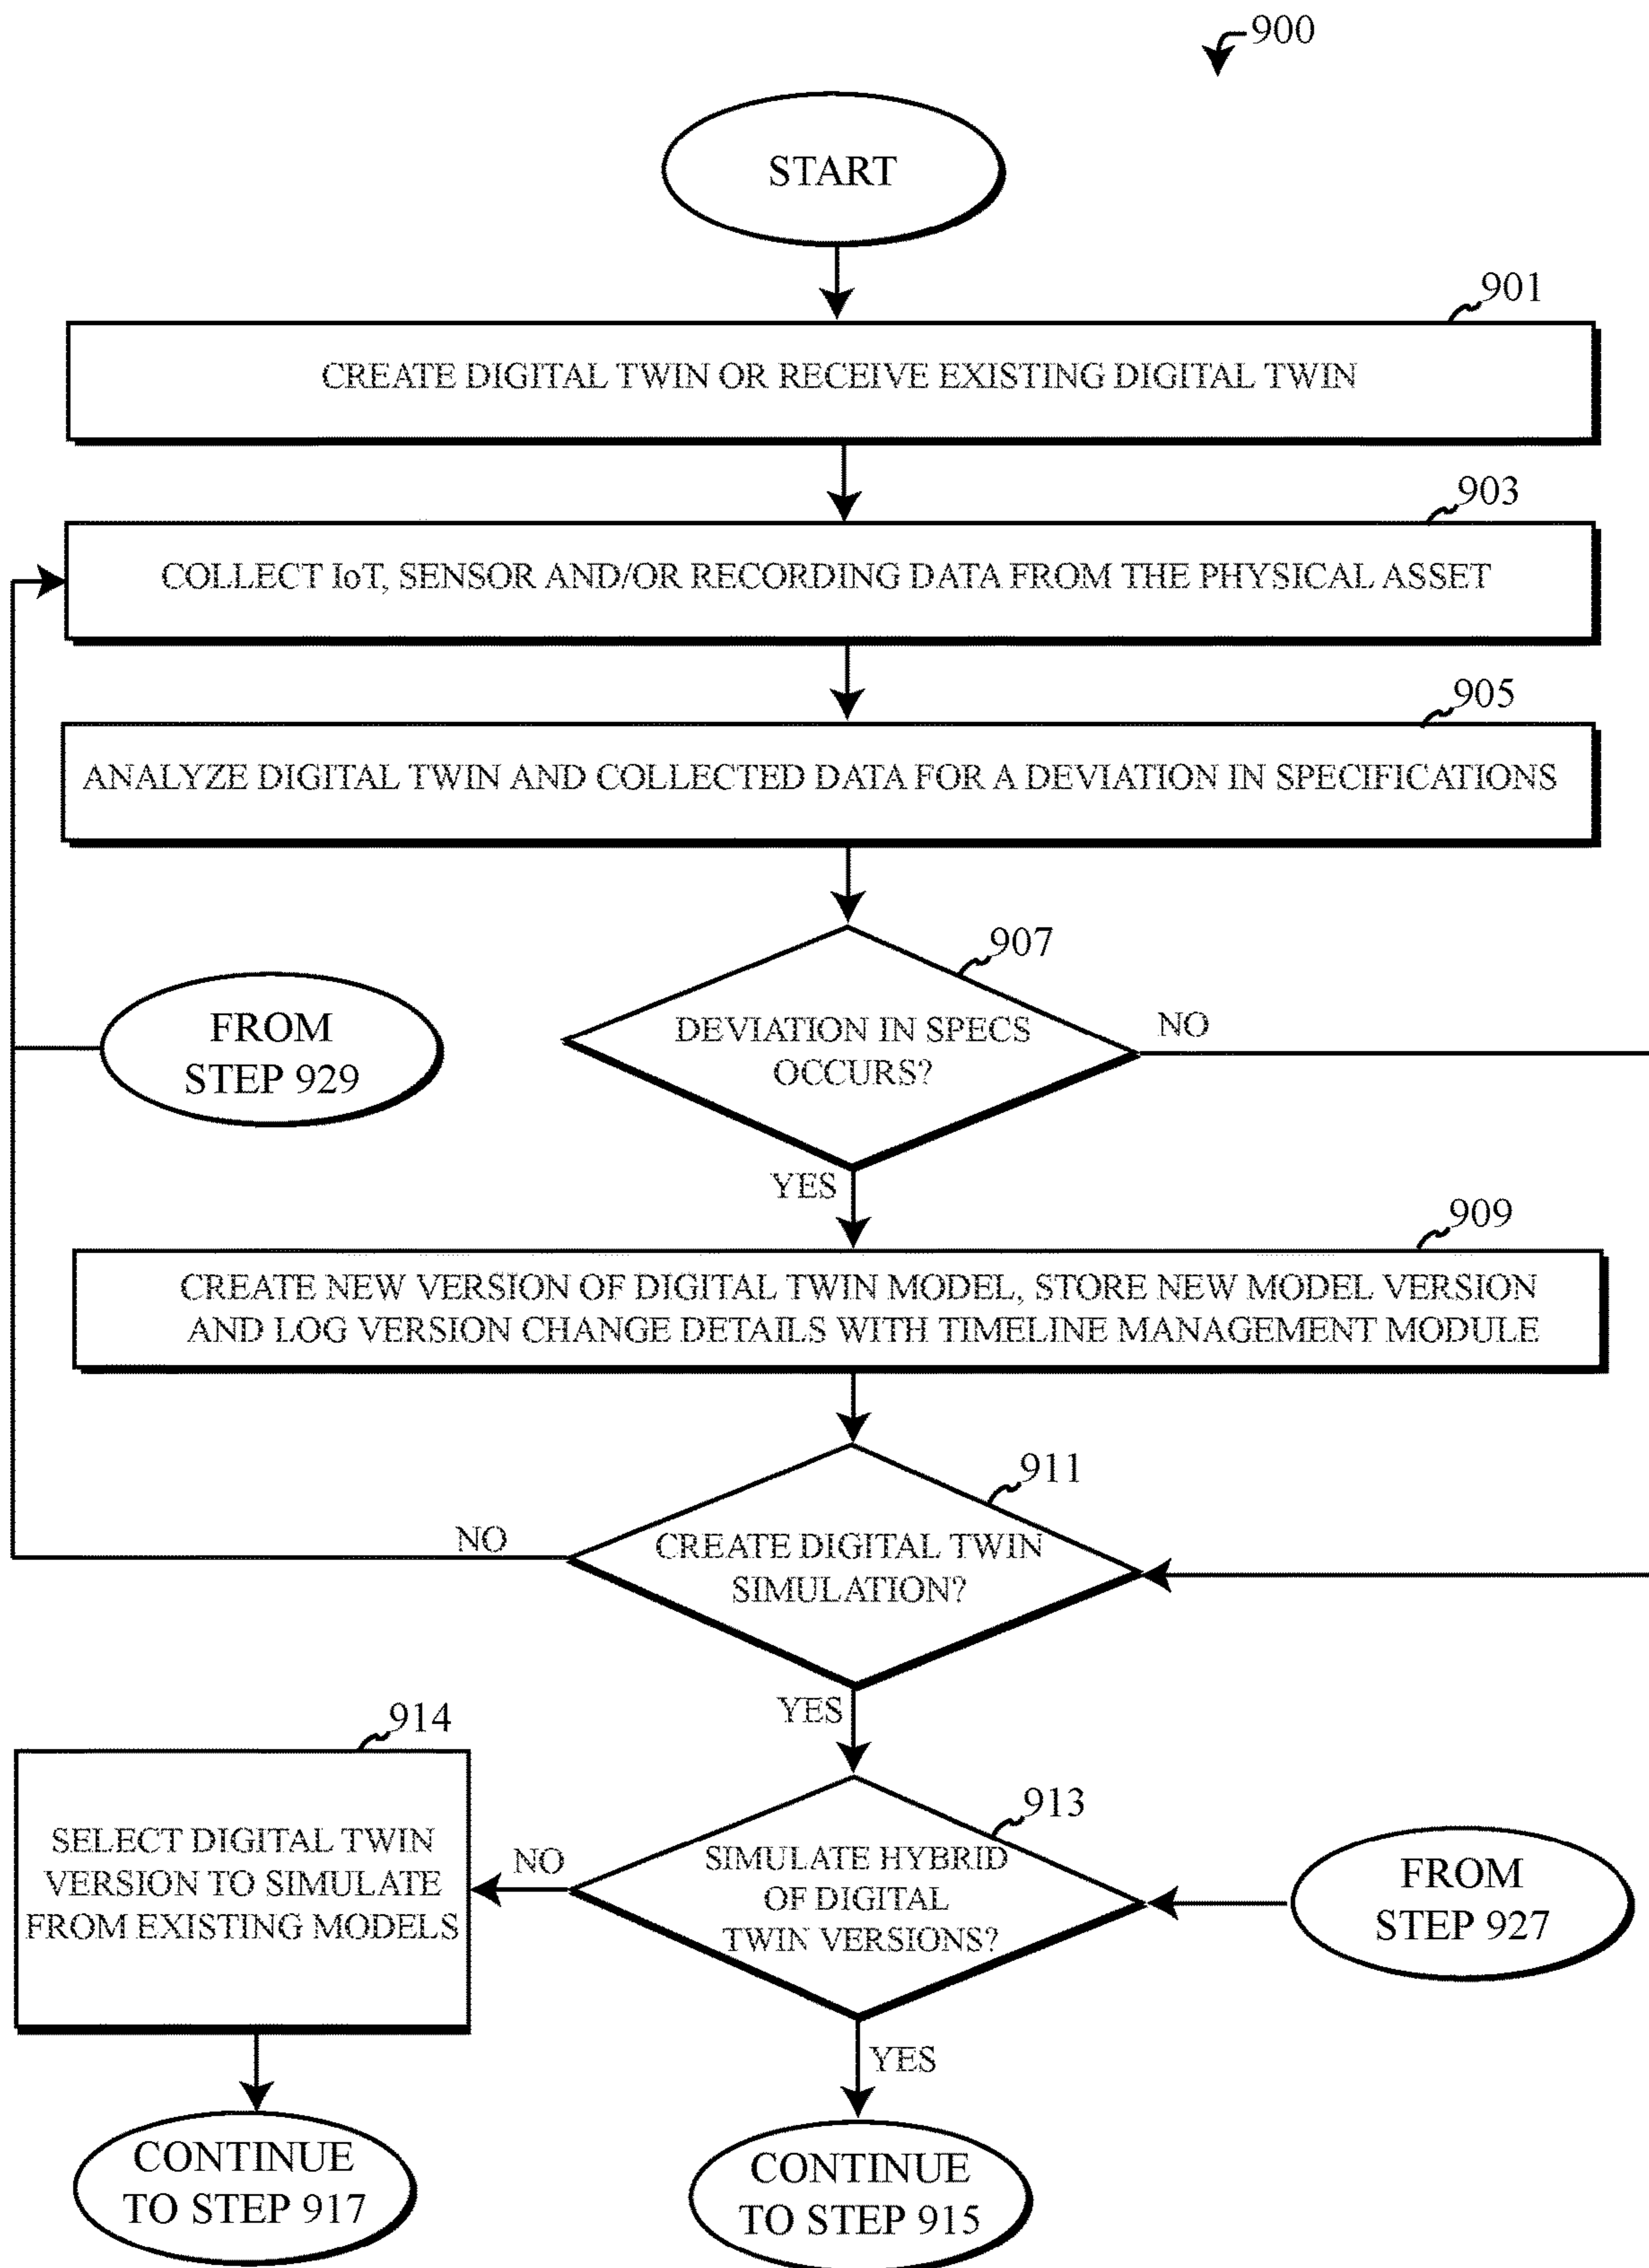 900
START
901
CREATE DIGITAL TWIN OR RECEIVE EXISTING DIGITAL TWIN
903
COLLECT IoT, SENSOR AND/OR RECORDING DATA FROM THE PHYSICAL ASSET
905
ANALYZE DIGITAL TWIN AND COLLECTED DATA FOR A DEVIATION IN SPECIFICATIONS
907
DEVIATION IN SPECS
OCCURS?
NO
FROM
STEP 929
YES
909
CREATE NEW VERSION OF DIGITAL TWIN MODEL, STORE NEW MODEL VERSION
AND LOG VERSION CHANGE DETAILS WITH TIMELINE MANAGEMENT MODULE
911
CREATE DIGITAL TWIN
SIMULATION?
NO
YES
914
SELECT DIGITAL TWIN
VERSION TO SIMULATE
FROM EXISTING MODELS
NO
913
SIMULATE HYBRID
OF DIGITAL
TWIN VERSIONS?
FROM
STEP 927
YES
CONTINUE
TO STEP 917
CONTINUE
TO STEP 915